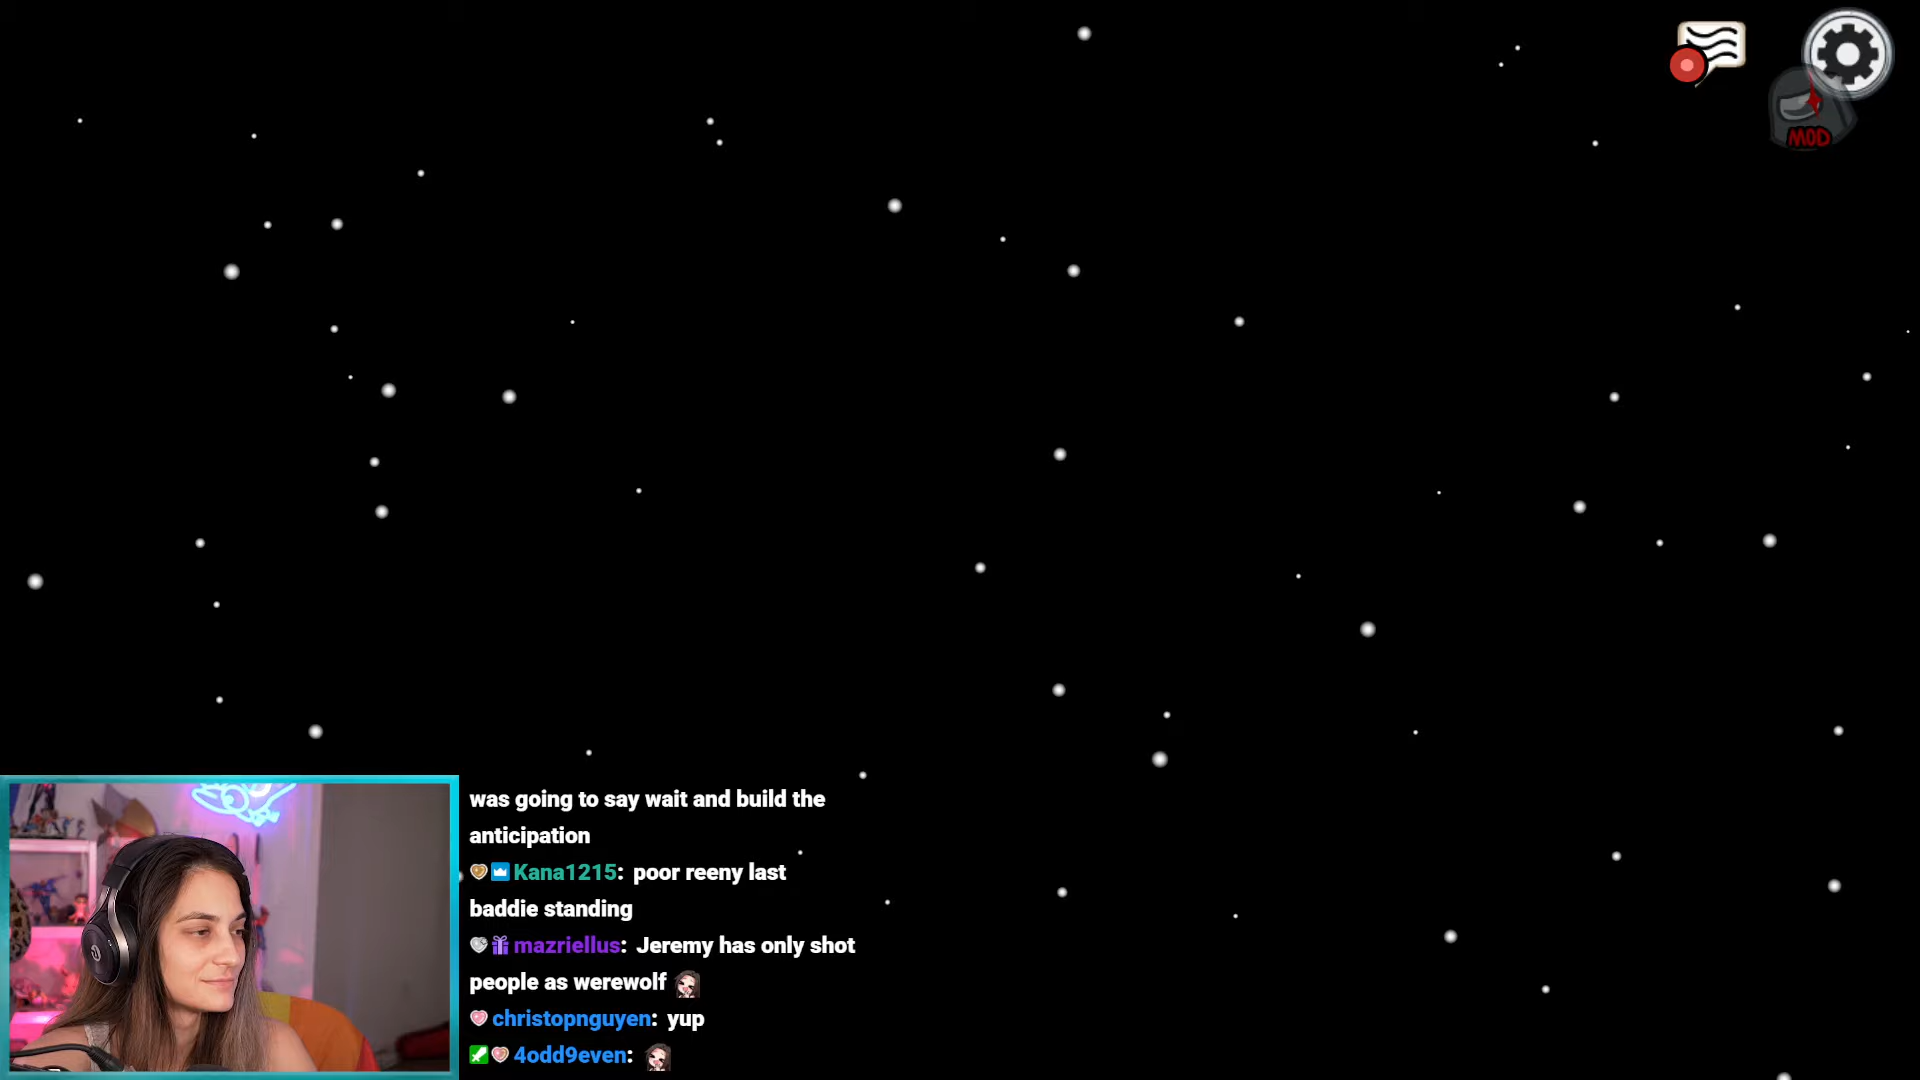 MOD
was going to say wait and build the
anticipation
Kana1215: poor reeny last
baddie standing
mazriellus: Jeremy has only shot
people as werewolf
christopnguyen: yup
4odd9even: